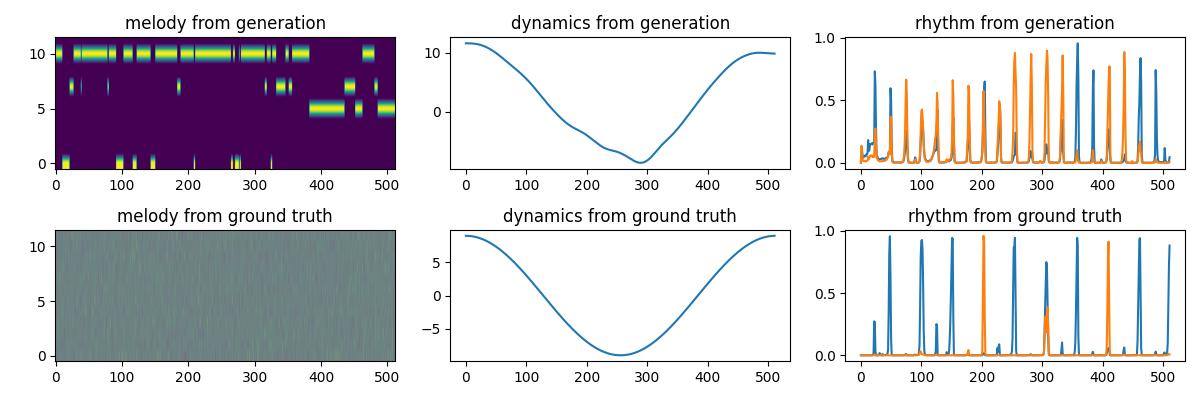 melody from generation
10
5
0
0 100 200 300 400 500
dynamics from generation
10
0
0 100 200 300 400 500
rhythm from generation
1.0
0.5
0.0
0 100 200 300 400 500
melody from ground truth
10
5
0
0 100 200 300 400 500
dynamics from ground truth
5
0
−5
0 100 200 300 400 500
rhythm from ground truth
1.0
0.5
0.0
0 100 200 300 400 500